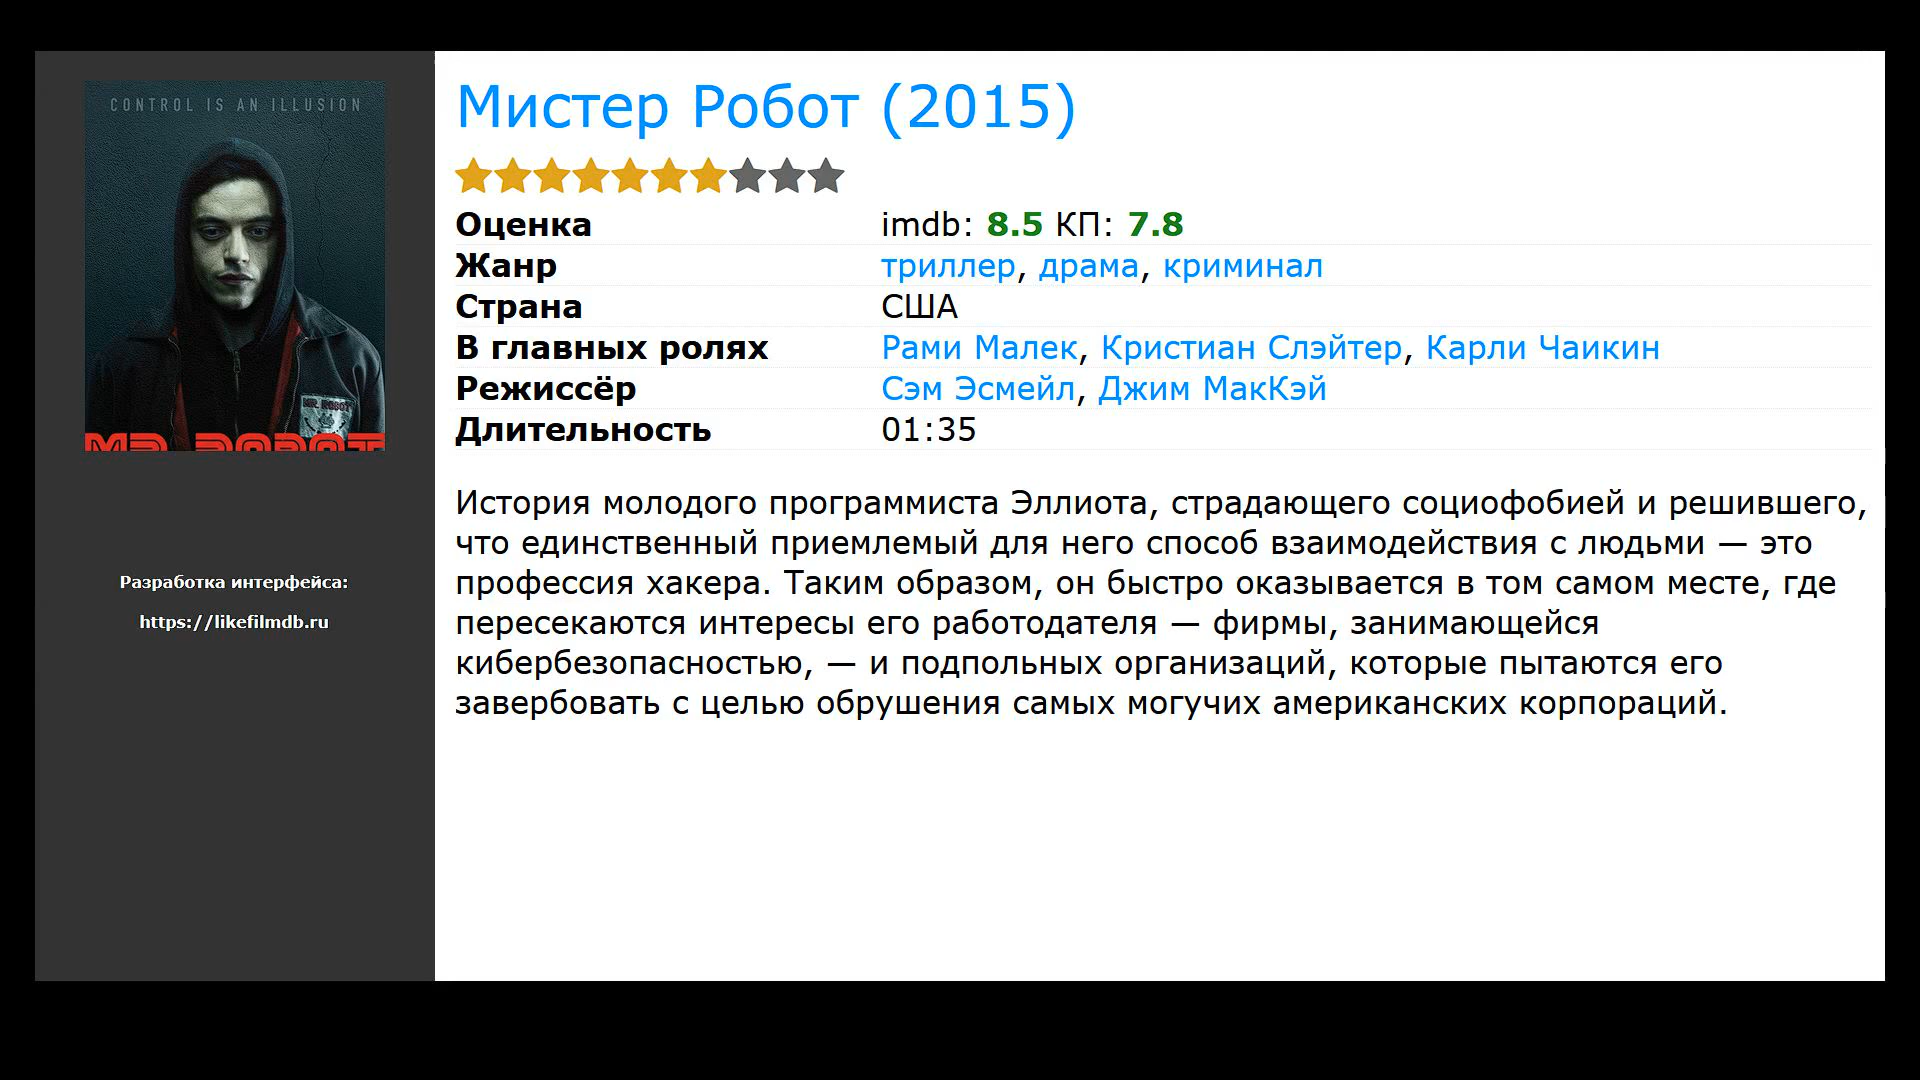 CONTROL IS AN ILLUSION
MR. ROBOT
MR. ROBOT
Разработка интерфейса:
https://likefilmdb.ru
Мистер Робот (2015)
Оценка imdb: 8.5 КП: 7.8
Жанр триллер, драма, криминал
Страна США
В главных ролях Рами Малек, Кристиан Слэйтер, Карли Чаикин
Режиссёр Сэм Эсмейл, Джим МакКэй
Длительность 01:35
История молодого программиста Эллиота, страдающего социофобией и решившего,
что единственный приемлемый для него способ взаимодействия с людьми — это
профессия хакера. Таким образом, он быстро оказывается в том самом месте, где
пересекаются интересы его работодателя — фирмы, занимающейся
кибербезопасностью, — и подпольных организаций, которые пытаются его
завербовать с целью обрушения самых могучих американских корпораций.